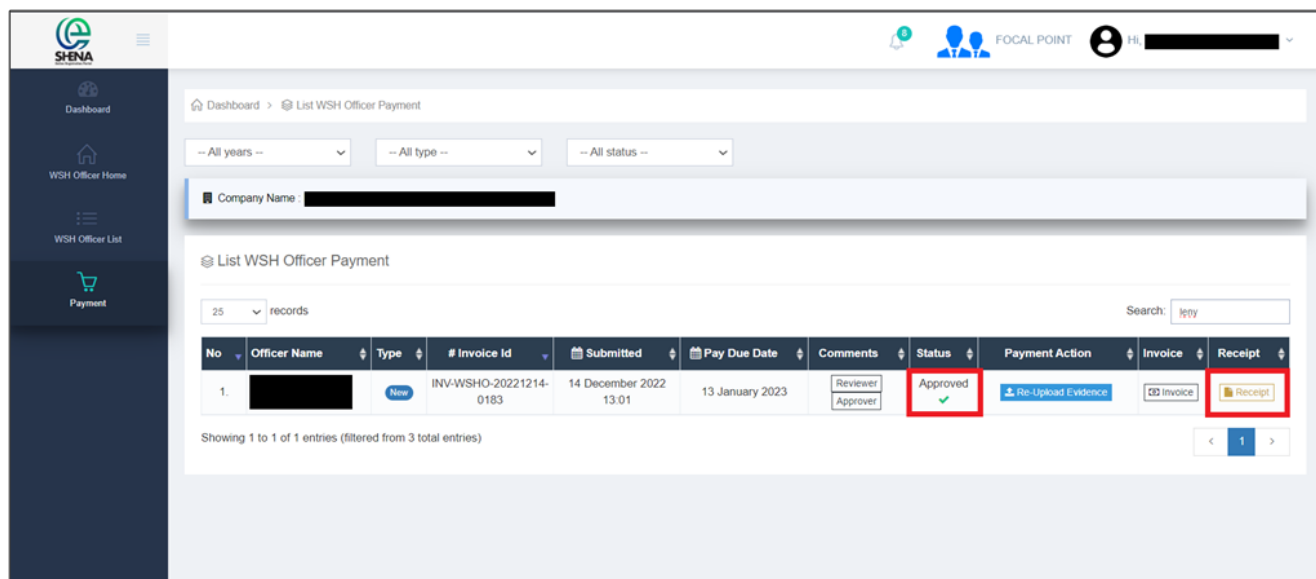 SHENA
8
FOCAL POINT
Hi,
Dashboard
WSH Officer Home
WSH Officer List
Payment
Dashboard > List WSH Officer Payment
-- All years --
-- All type --
-- All status --
Company Name :
List WSH Officer Payment
25 records
Search: leny
No Officer Name Type # Invoice Id Submitted Pay Due Date Comments Status Payment Action Invoice Receipt
1. New INV-WSHO-20221214-0183 14 December 2022 13:01 13 January 2023 Reviewer Approver Approved Re-Upload Evidence Invoice Receipt
Showing 1 to 1 of 1 entries (filtered from 3 total entries)
< 1 >